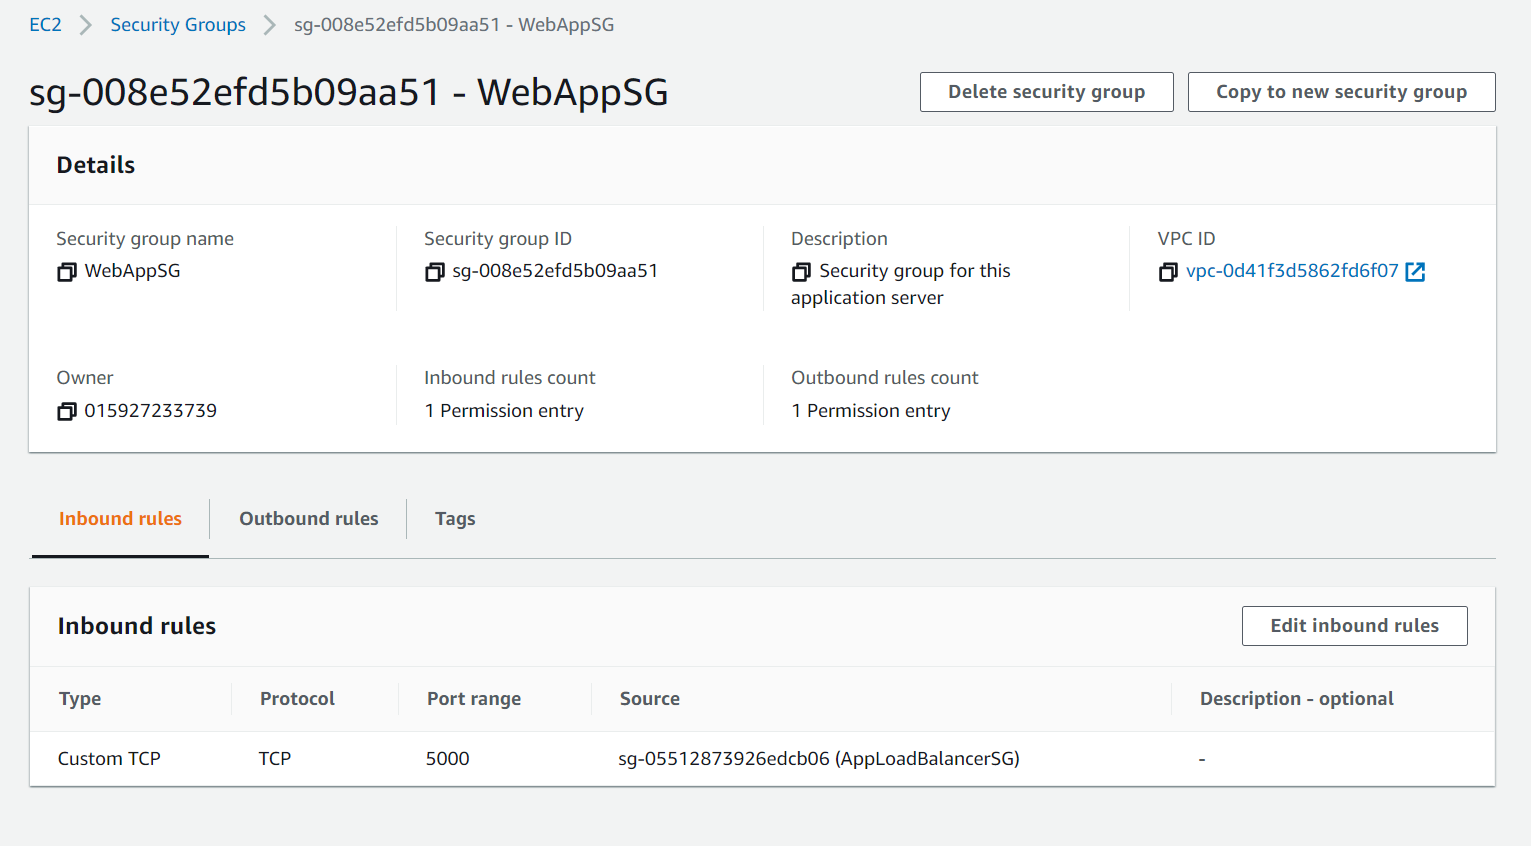 EC2 Security Groups sg-008e52efd5b09aa51 - WebAppSG
sg-008e52efd5b09aa51 - WebAppSG
Delete security group
Copy to new security group
Details
Security group name
WebAppSG
Security group ID
sg-008e52efd5b09aa51
Description
Security group for this
application server
VPC ID
vpc-0d41f3d5862fd6f07
Owner
015927233739
Inbound rules count
1 Permission entry
Outbound rules count
1 Permission entry
Inbound rules Outbound rules Tags
Inbound rules
Edit inbound rules
Type Protocol Port range Source Description - optional
Custom TCP TCP 5000 sg-05512873926edcb06 (AppLoadBalancerSG) -